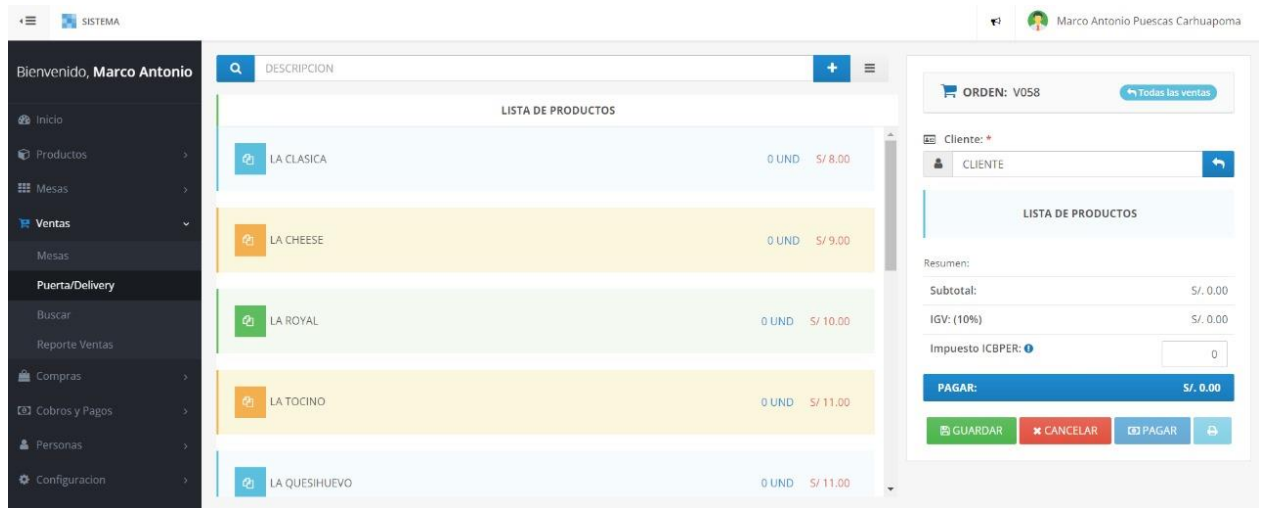 SISTEMA
Marco Antonio Puescas Carhuapoma
Bienvenido, Marco Antonio
Inicio
Productos
Mesas
Ventas
Mesas
Puerta/Delivery
Buscar
Reporte Ventas
Compras
Cobros y Pagos
Personas
Configuracion
DESCRIPCION
LISTA DE PRODUCTOS
LA CLASICA 0 UND S/ 8.00
LA CHEESE 0 UND S/ 9.00
LA ROYAL 0 UND S/ 10.00
LA TOCINO 0 UND S/ 11.00
LA QUESIHUEVO 0 UND S/ 11.00
ORDEN: V058 Todas las ventas
Cliente: *
CLIENTE
LISTA DE PRODUCTOS
Resumen:
Subtotal: S/. 0.00
IGV: (10%) S/. 0.00
Impuesto ICBPER: 0
PAGAR: S/. 0.00
GUARDAR CANCELAR PAGAR